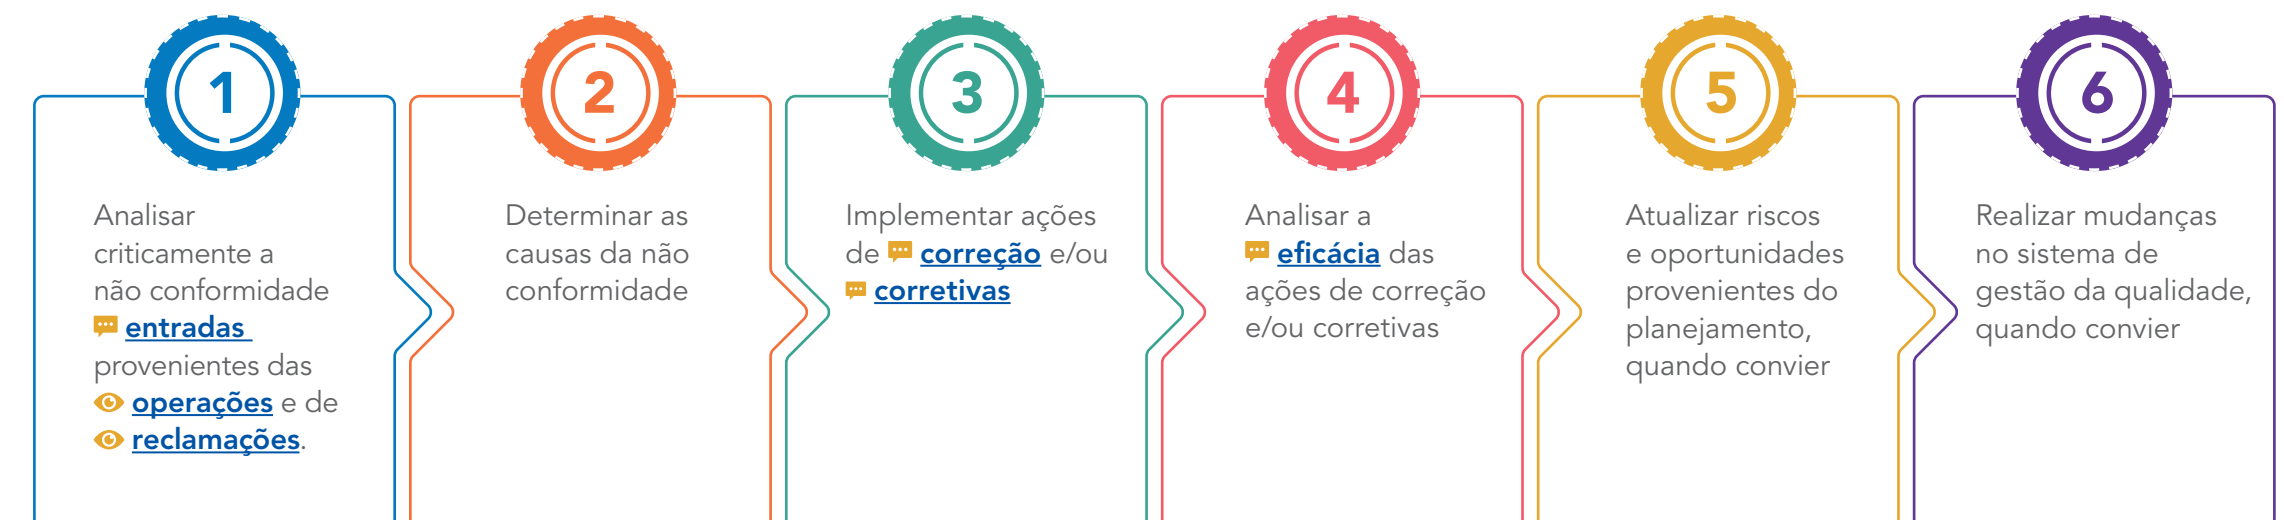 1
Analisar
criticamente a
não conformidade
entradas
provenientes das
operações e de
reclamações.
2
Determinar as
causas da não
conformidade
3
Implementar ações
de correção e/ou
corretivas
4
Analisar a
eficácia das
ações de correção
e/ou corretivas
5
Atualizar riscos
e oportunidades
provenientes do
planejamento,
quando convier
6
Realizar mudanças
no sistema de
gestão da qualidade,
quando convier